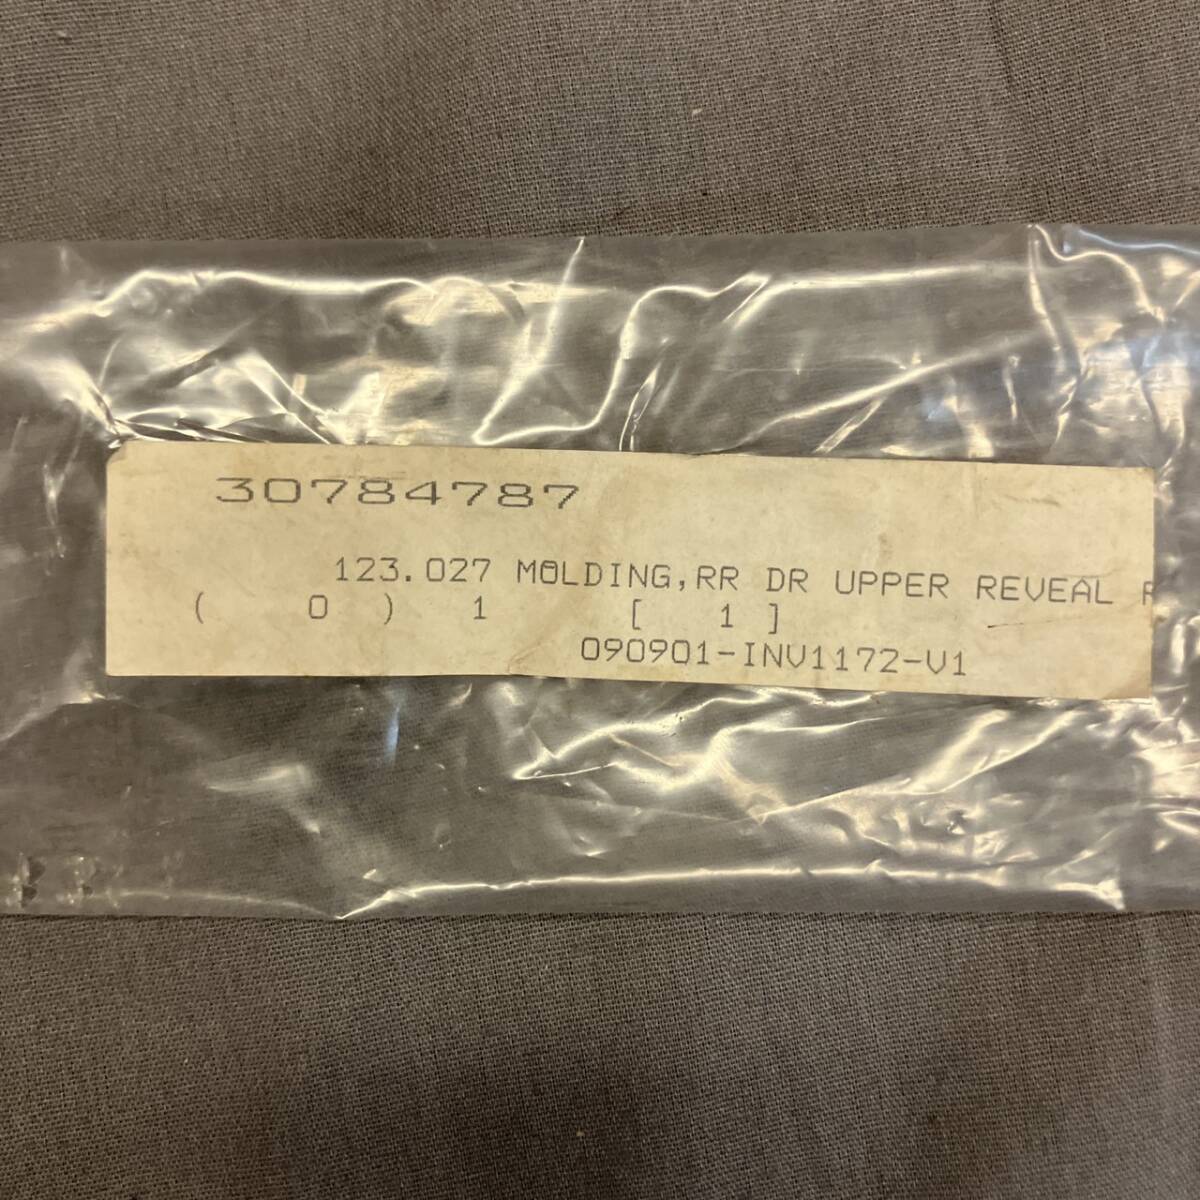 30784787
123.027 MOLDING,RR DR UPPER REVEAL
( 0 ) 1 [ 1 ]
090901-INV1172-V1